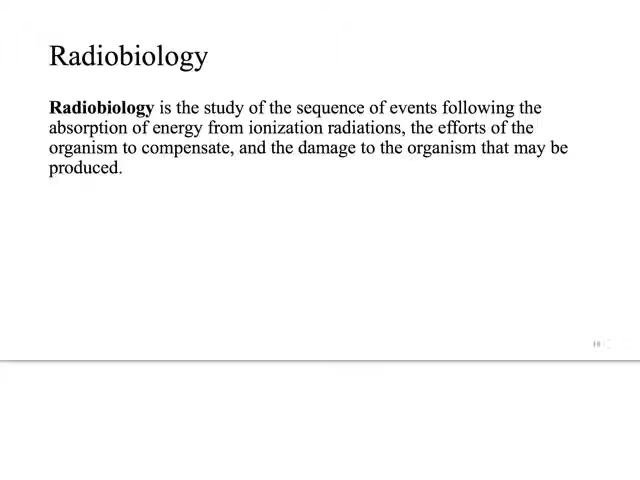 Radiobiology
Radiobiology is the study of the sequence of events following the
absorption of energy from ionization radiations, the efforts of the
organism to compensate, and the damage to the organism that may be
produced.